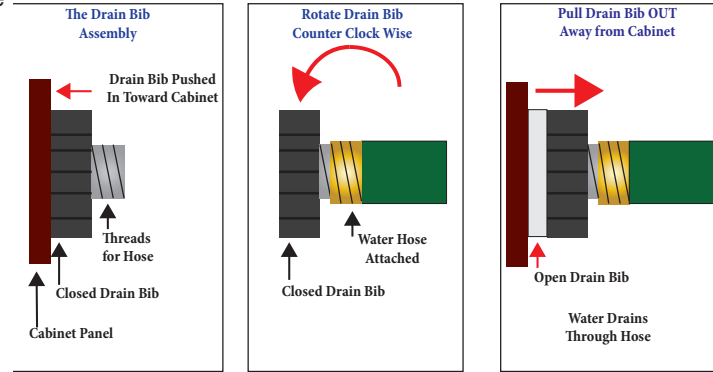 The Drain Bib
Assembly
Drain Bib Pushed
In Toward Cabinet
Threads
for Hose
Closed Drain Bib
Cabinet Panel
Rotate Drain Bib
Counter Clock Wise
Water Hose
Attached
Closed Drain Bib
Pull Drain Bib OUT
Away from Cabinet
Open Drain Bib
Water Drains
Through Hose